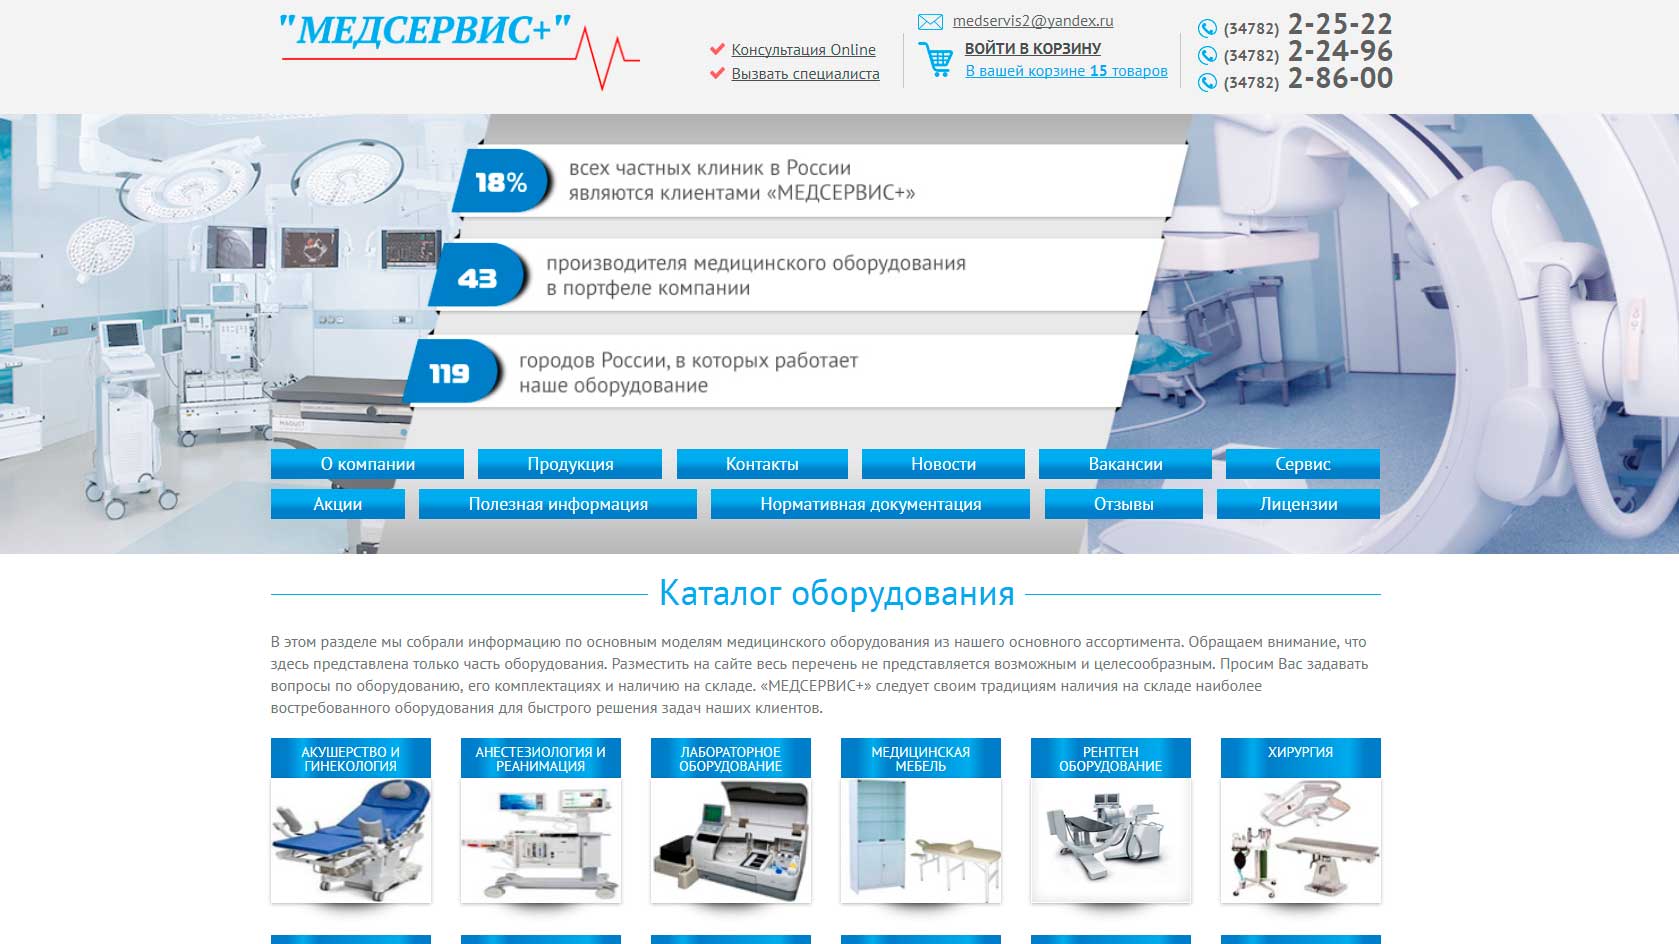 "МЕДСЕРВИС+"
Консультация Online
Вызвать специалиста
medservis2@yandex.ru
ВОЙТИ В КОРЗИНУ
В вашей корзине 15 товаров
(34782) 2-25-22
(34782) 2-24-96
(34782) 2-86-00
18%
всех частных клиник в России
являются клиентами «МЕДСЕРВИС+»
43
производителя медицинского оборудования
в портфеле компании
119
городов России, в которых работает
наше оборудование
О компании
Продукция
Контакты
Новости
Вакансии
Сервис
Акции
Полезная информация
Нормативная документация
Отзывы
Лицензии
Каталог оборудования
В этом разделе мы собрали информацию по основным моделям медицинского оборудования из нашего основного ассортимента. Обращаем внимание, что
здесь представлена только часть оборудования. Разместить на сайте весь перечень не представляется возможным и целесообразным. Просим Вас задавать
вопросы по оборудованию, его комплектациях и наличию на складе. «МЕДСЕРВИС+» следует своим традициям наличия на складе наиболее
востребованного оборудования для быстрого решения задач наших клиентов.
АКУШЕРСТВО И
ГИНЕКОЛОГИЯ
АНЕСТЕЗИОЛОГИЯ И
РЕАНИМАЦИЯ
ЛАБОРАТОРНОЕ
ОБОРУДОВАНИЕ
МЕДИЦИНСКАЯ
МЕБЕЛЬ
РЕНТГЕН
ОБОРУДОВАНИЕ
ХИРУРГИЯ